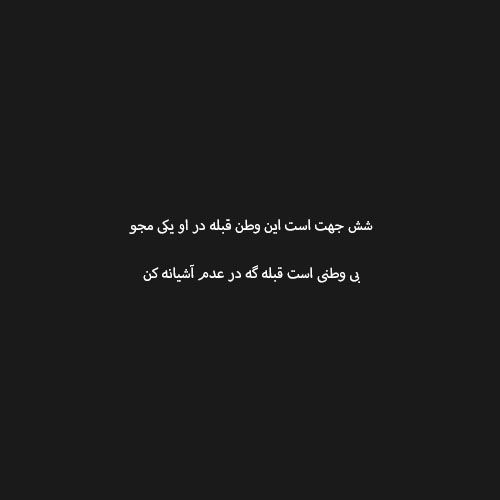 شش جهت است این وطن قبله در او یکی مجو
بی وطنی است قبله گه در عدم آشیانه کن